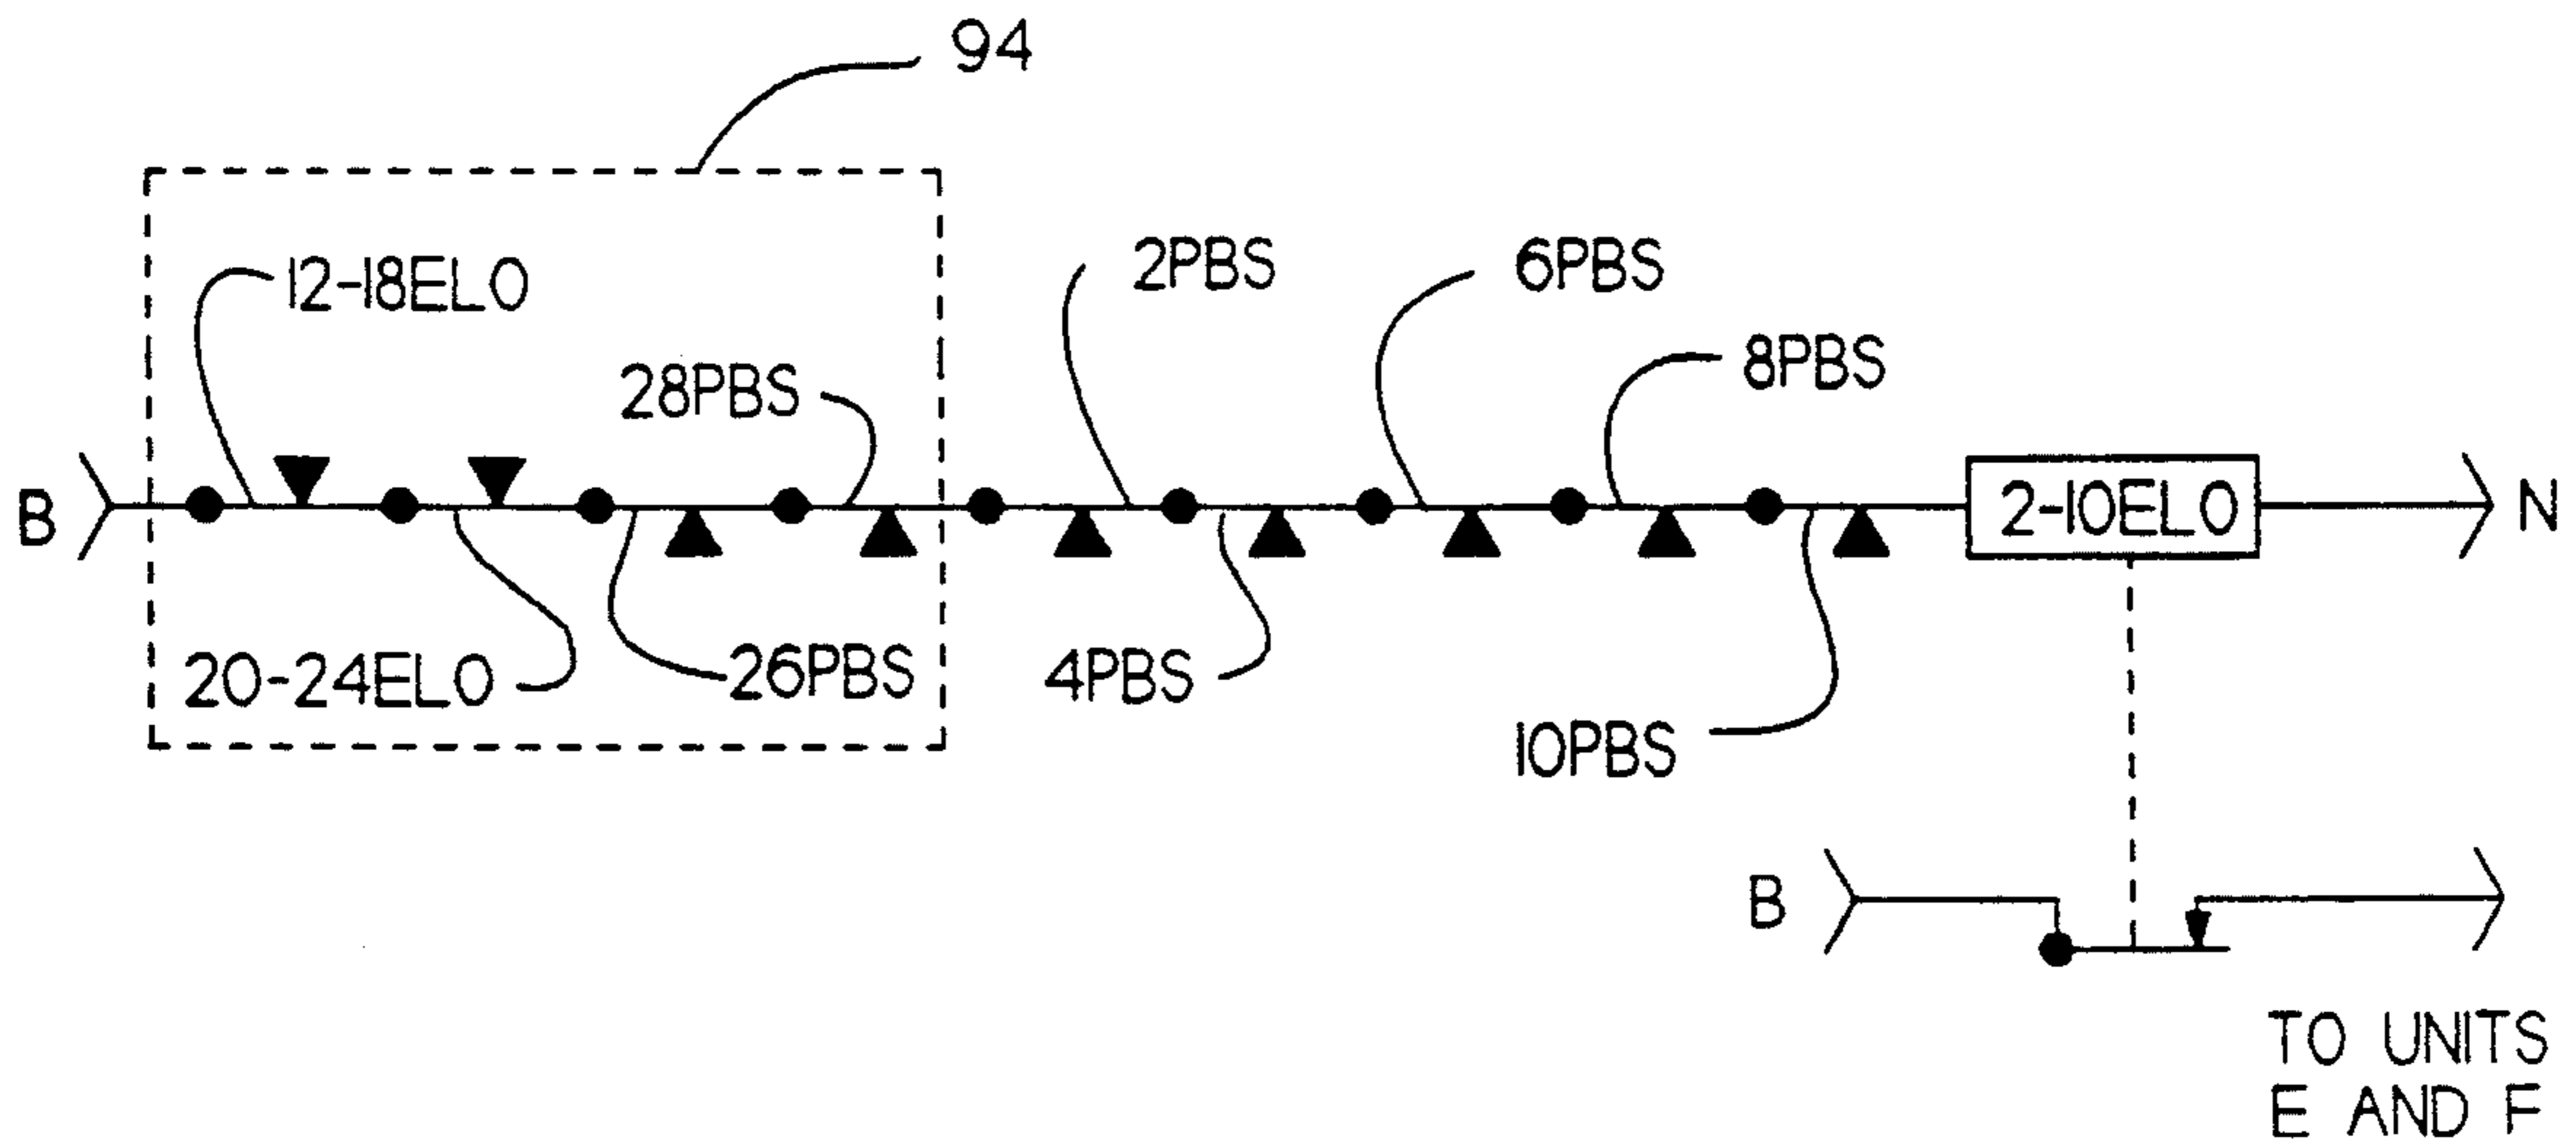 94
12-18ELO
2PBS
6PBS
8PBS
28PBS
B
2-10ELO
N
20-24ELO
26PBS
4PBS
10PBS
B
TO UNITS
E AND F